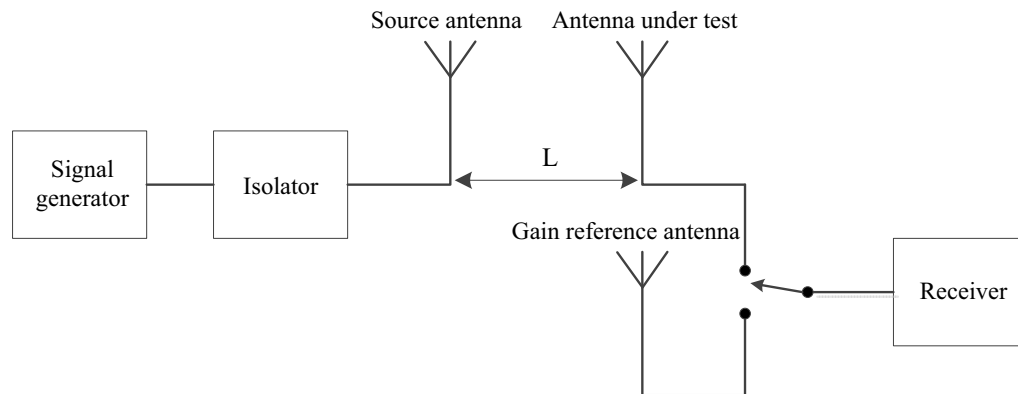 Source antenna
Antenna under test
Signal
generator
Isolator
L
Gain reference antenna
Receiver